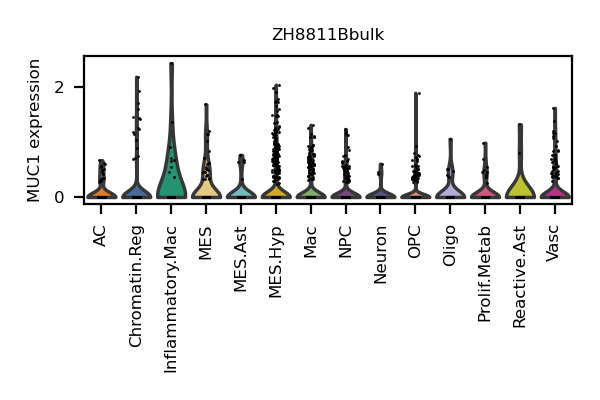 ZH8811Bbulk
MUC1 expression
2
0
AC
Chromatin.Reg
Inflammatory.Mac
MES
MES.Ast
MES.Hyp
Mac
NPC
Neuron
OPC
Oligo
Prolif.Metab
Reactive.Ast
Vasc